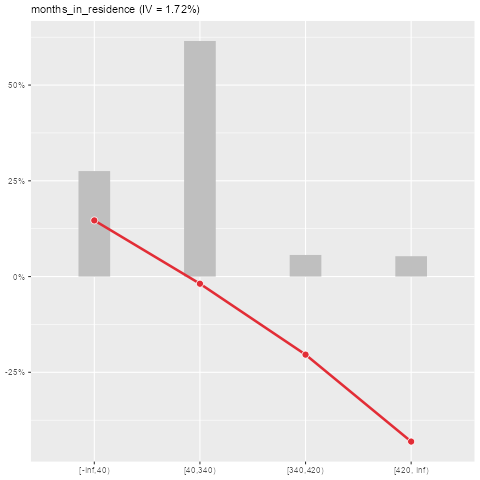 months_in_residence (IV = 1.72%)
50%
25%
0%
-25%
[-Inf,40)
[40,340)
[340,420)
[420, Inf)